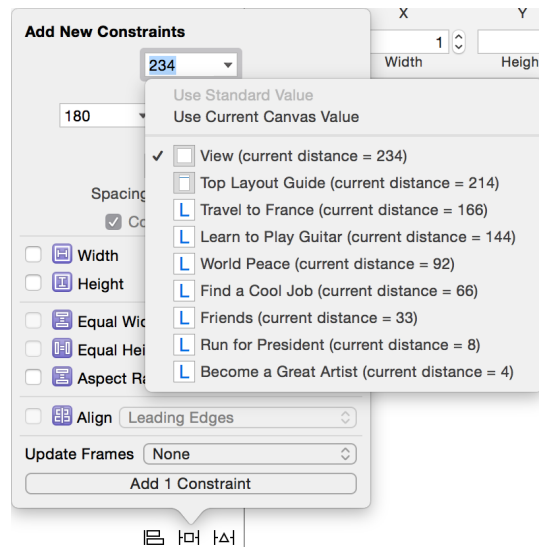 X Y
Add New Constraints
234
1
Width Heigh
Use Standard Value
180
Use Current Canvas Value
View (current distance = 234)
Top Layout Guide (current distance = 214)
Spacing
L Travel to France (current distance = 166)
Co
L Learn to Play Guitar (current distance = 144)
Width
L World Peace (current distance = 92)
Height
L Find a Cool Job (current distance = 66)
Equal Wid
L Friends (current distance = 33)
Equal Hei
L Run for President (current distance = 8)
Aspect Ra
L Become a Great Artist (current distance = 4)
Align Leading Edges
Update Frames None
Add 1 Constraint